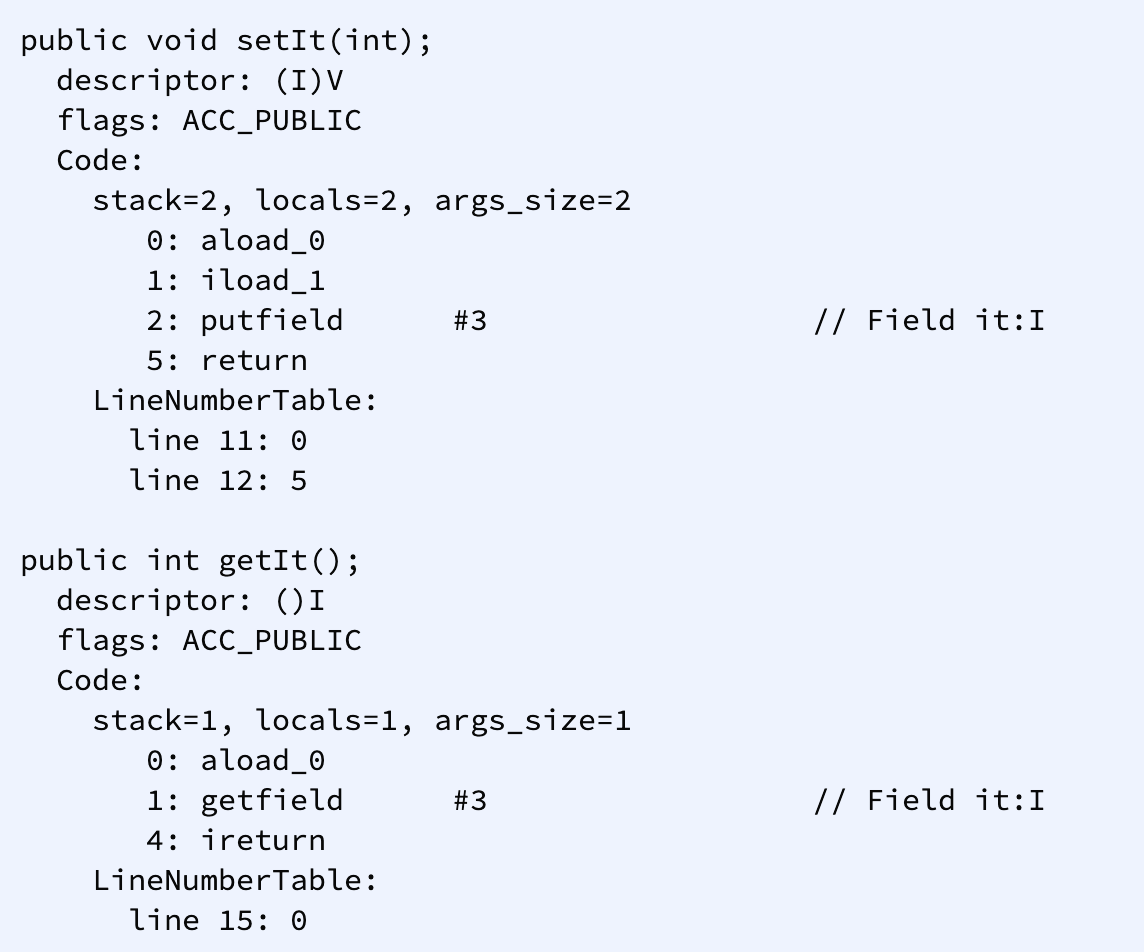 public void setIt(int);
  descriptor: (I)V
  flags: ACC_PUBLIC
  Code:
    stack=2, locals=2, args_size=2
       0: aload_0
       1: iload_1
       2: putfield      #3                  // Field it:I
       5: return
    LineNumberTable:
      line 11: 0
      line 12: 5

public int getIt();
  descriptor: ()I
  flags: ACC_PUBLIC
  Code:
    stack=1, locals=1, args_size=1
       0: aload_0
       1: getfield      #3                  // Field it:I
       4: ireturn
    LineNumberTable:
      line 15: 0